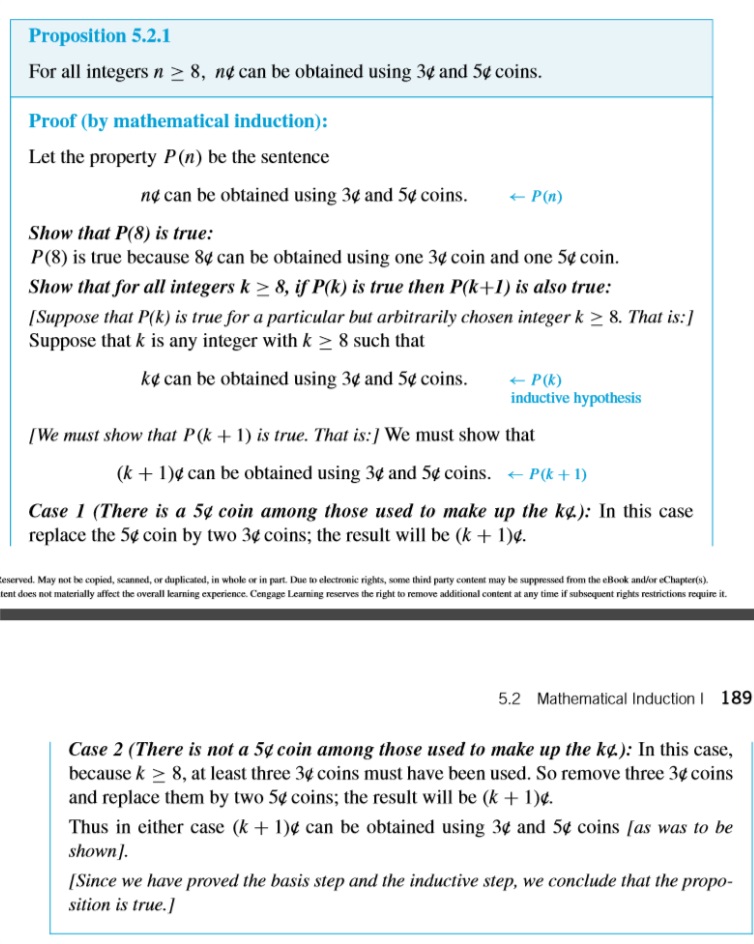 Proposition 5.2.1
For all integers n ≥ 8, n¢ can be obtained using 3¢ and 5¢ coins.
Proof (by mathematical induction):
Let the property P(n) be the sentence
n¢ can be obtained using 3¢ and 5¢ coins. ← P(n)
Show that P(8) is true:
P(8) is true because 8¢ can be obtained using one 3¢ coin and one 5¢ coin.
Show that for all integers k ≥ 8, if P(k) is true then P(k+1) is also true:
[Suppose that P(k) is true for a particular but arbitrarily chosen integer k ≥ 8. That is:]
Suppose that k is any integer with k ≥ 8 such that
k¢ can be obtained using 3¢ and 5¢ coins. ← P(k)
inductive hypothesis
[We must show that P(k + 1) is true. That is:] We must show that
(k + 1)¢ can be obtained using 3¢ and 5¢ coins. ← P(k + 1)
Case 1 (There is a 5¢ coin among those used to make up the k¢.): In this case
replace the 5¢ coin by two 3¢ coins; the result will be (k + 1)¢.
eserved. May not be copied, scanned, or duplicated, in whole or in part. Due to electronic rights, some third party content may be suppressed from the eBook and/or eChapter(s).
tent does not materially affect the overall learning experience. Cengage Learning reserves the right to remove additional content at any time if subsequent rights restrictions require it.
5.2 Mathematical Induction I 189
Case 2 (There is not a 5¢ coin among those used to make up the k¢.): In this case,
because k ≥ 8, at least three 3¢ coins must have been used. So remove three 3¢ coins
and replace them by two 5¢ coins; the result will be (k + 1)¢.
Thus in either case (k + 1)¢ can be obtained using 3¢ and 5¢ coins [as was to be
shown].
[Since we have proved the basis step and the inductive step, we conclude that the propo-
sition is true.]